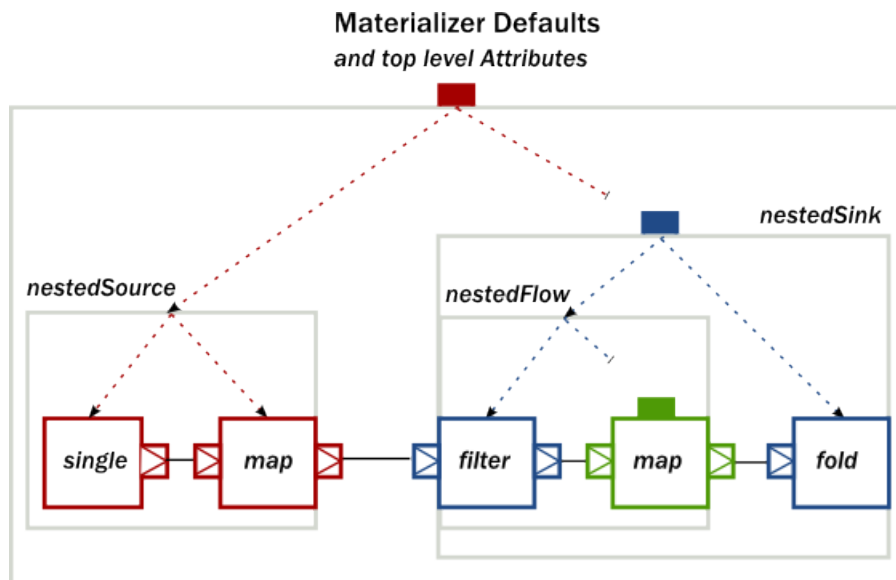 Materializer Defaults
and top level Attributes
nestedSink
nestedSource
nestedFlow
single
map
filter
map
fold